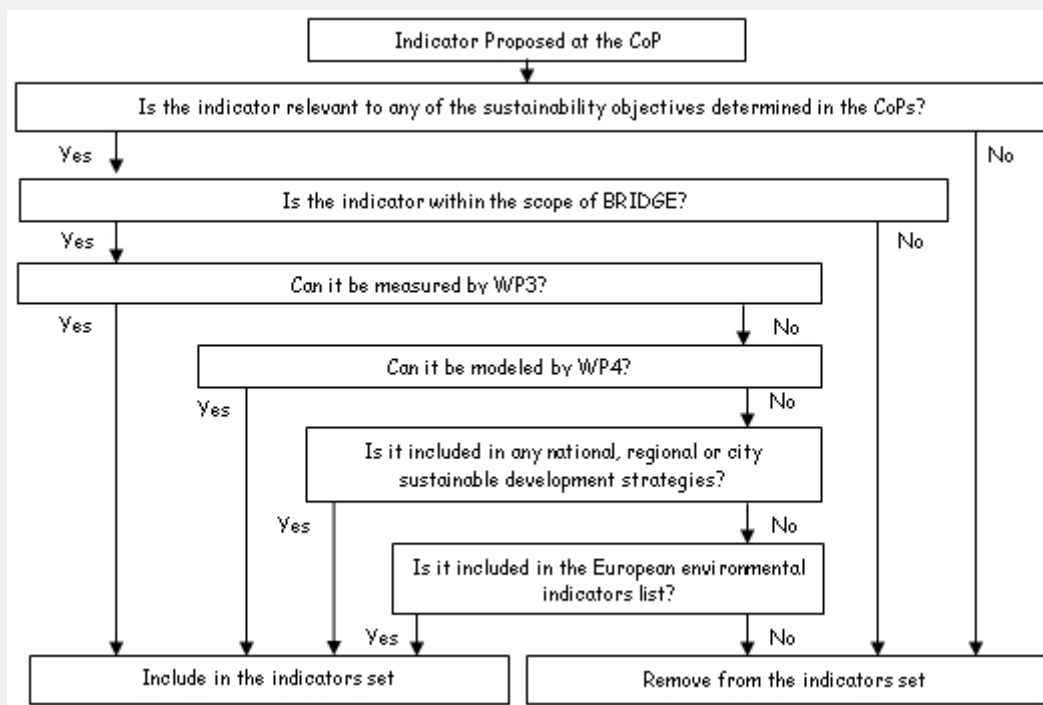 Indicator Proposed at the CoP
Is the indicator relevant to any of the sustainability objectives determined in the CoPs?
Yes
No
Is the indicator within the scope of BRIDGE?
Yes
No
Can it be measured by WP3?
Yes
No
Can it be modeled by WP4?
Yes
No
Is it included in any national, regional or city
sustainable development strategies?
Yes
No
Is it included in the European environmental
indicators list?
Yes
No
Include in the indicators set
Remove from the indicators set